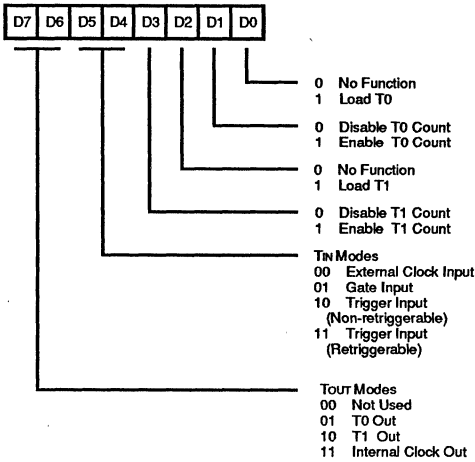 D7 D6 D5 D4 D3 D2 D1 D0
0 No Function
1 Load T0
0 Disable T0 Count
1 Enable T0 Count
0 No Function
1 Load T1
0 Disable T1 Count
1 Enable T1 Count
TIN Modes
00 External Clock Input
01 Gate Input
10 Trigger Input
(Non-retriggerable)
11 Trigger Input
(Retriggerable)
TOUT Modes
00 Not Used
01 T0 Out
10 T1 Out
11 Internal Clock Out